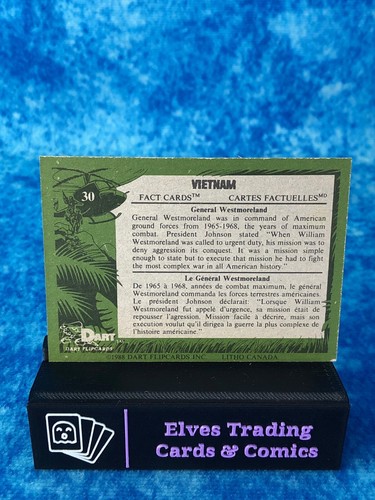 30
VIETNAM
FACT CARDS™ CARTES FACTUELLESMD
General Westmoreland
General Westmoreland was in command of American
ground forces from 1965-1968, the years of maximum
combat. President Johnson stated "When William
Westmoreland was called to urgent duty, his mission was to
deny aggression its conquest. It was a mission simple
enough to state but to execute that mission he had to fight
the most complex war in all American history."
Le Général Westmoreland
De 1965 à 1968, années de combat maximum, le général
Westmoreland commanda les forces terrestres américaines.
Le président Johnson déclarait: "Lorsque William
Westmoreland fut appelé d'urgence, sa mission était de
repousser l'agression. Mission facile à décrire, mais son
execution voulut qu'il dirigea la guerre la plus complexe de
l'histoire américaine."
DART
DART FLIPCARDS
©1988 DART FLIPCARDS INC. LITHO CANADA
Elves Trading
Cards & Comics